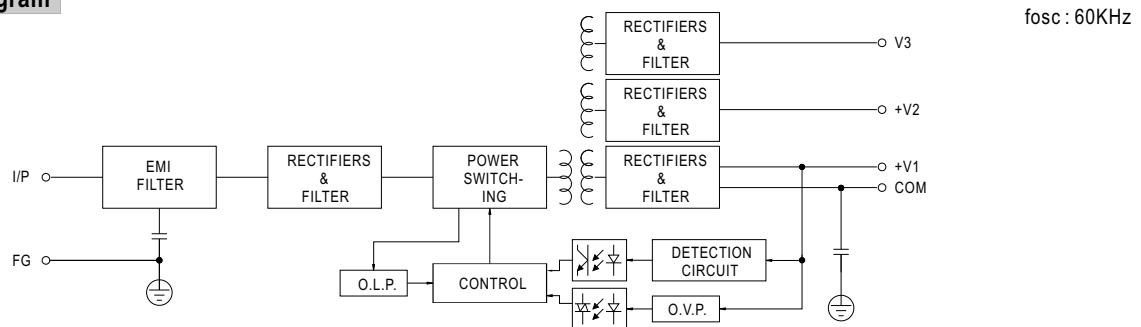 gram
fosc : 60KHz
RECTIFIERS
&
FILTER
V3
RECTIFIERS
&
FILTER
+V2
I/P
EMI
FILTER
RECTIFIERS
&
FILTER
POWER
SWITCH-
ING
RECTIFIERS
&
FILTER
+V1
COM
FG
O.L.P.
CONTROL
DETECTION
CIRCUIT
O.V.P.